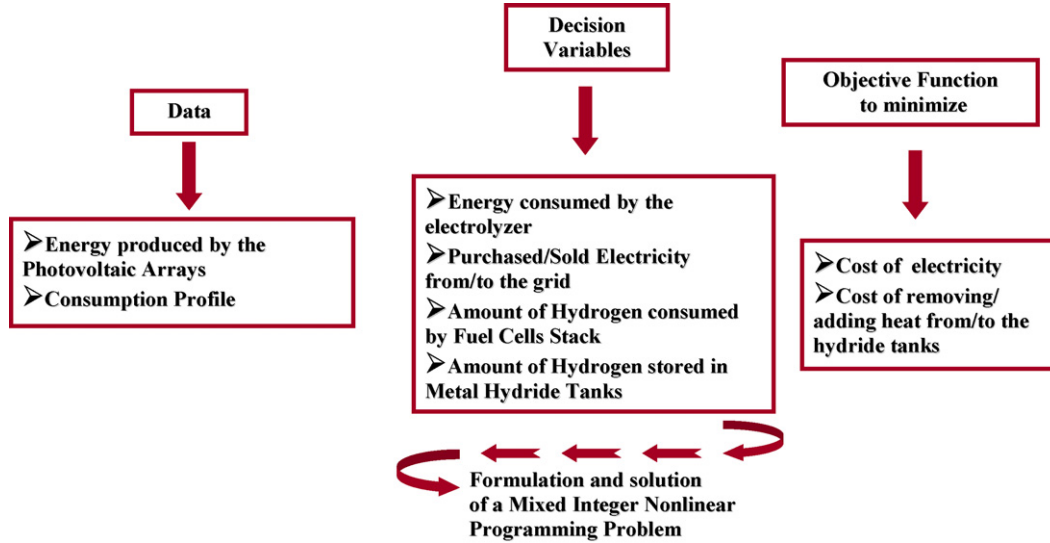 Data
➢Energy produced by the
Photovoltaic Arrays
➢Consumption Profile
Decision
Variables
➢Energy consumed by the
electrolyzer
➢Purchased/Sold Electricity
from/to the grid
➢Amount of Hydrogen consumed
by Fuel Cells Stack
➢Amount of Hydrogen stored in
Metal Hydride Tanks
Objective Function
to minimize
➢Cost of electricity
➢Cost of removing/
adding heat from/to the
hydride tanks
Formulation and solution
of a Mixed Integer Nonlinear
Programming Problem